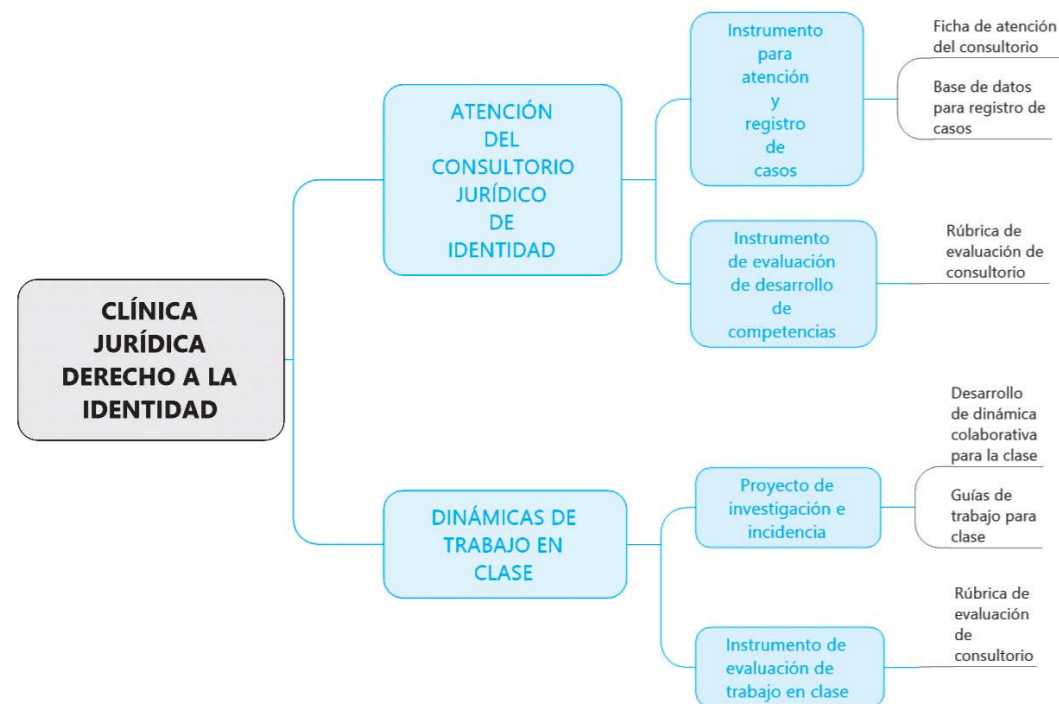 CLÍNICA
JURÍDICA
DERECHO A LA
IDENTIDAD
ATENCIÓN
DEL
CONSULTORIO
JURÍDICO
DE
IDENTIDAD
Instrumento
para
atención
y
registro
de
casos
Ficha de atención
del consultorio
Base de datos
para registro de
casos
Instrumento
de evaluación
de desarrollo
de
competencias
Rúbrica de
evaluación de
consultorio
DINÁMICAS DE
TRABAJO EN
CLASE
Proyecto de
investigación e
incidencia
Desarrollo
de dinámica
colaborativa
para la clase
Guías de
trabajo para
clase
Instrumento de
evaluación de
trabajo en clase
Rúbrica de
evaluación
de
consultorio